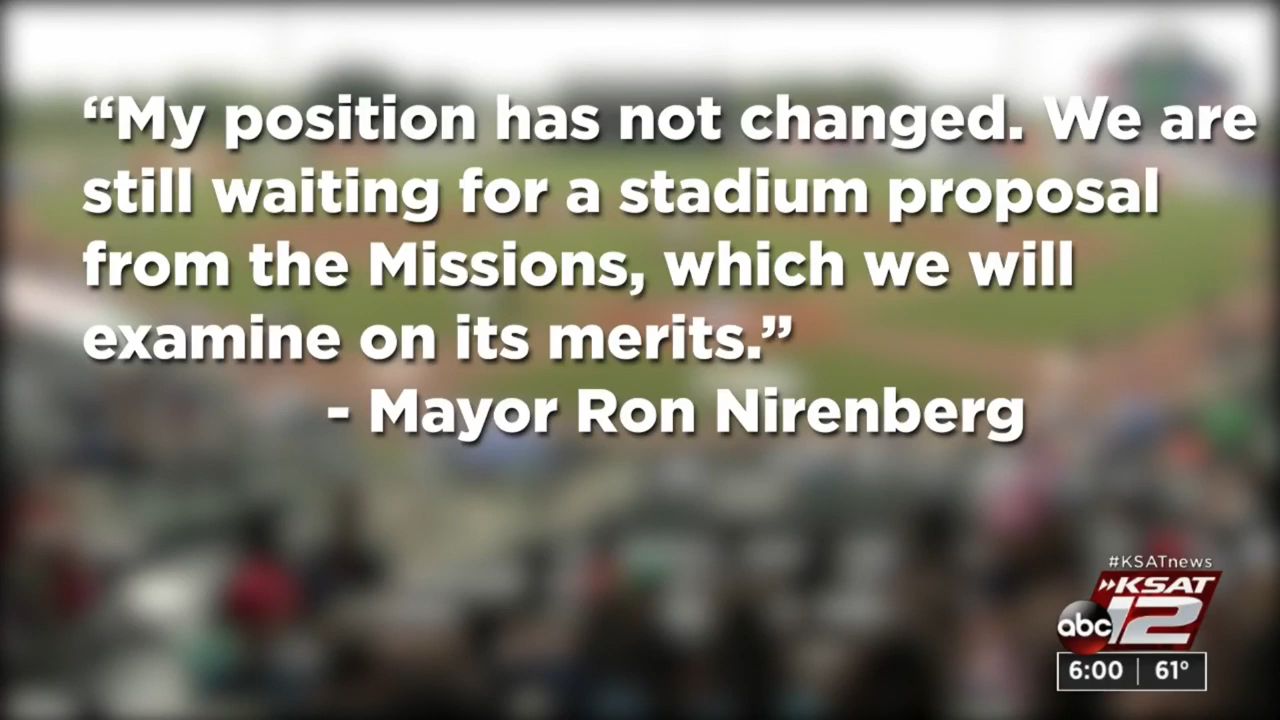 “My position has not changed. We are
still waiting for a stadium proposal
from the Missions, which we will
examine on its merits.”
- Mayor Ron Nirenberg
#KSATnews
KSAT
abc 12
6:00 | 61°